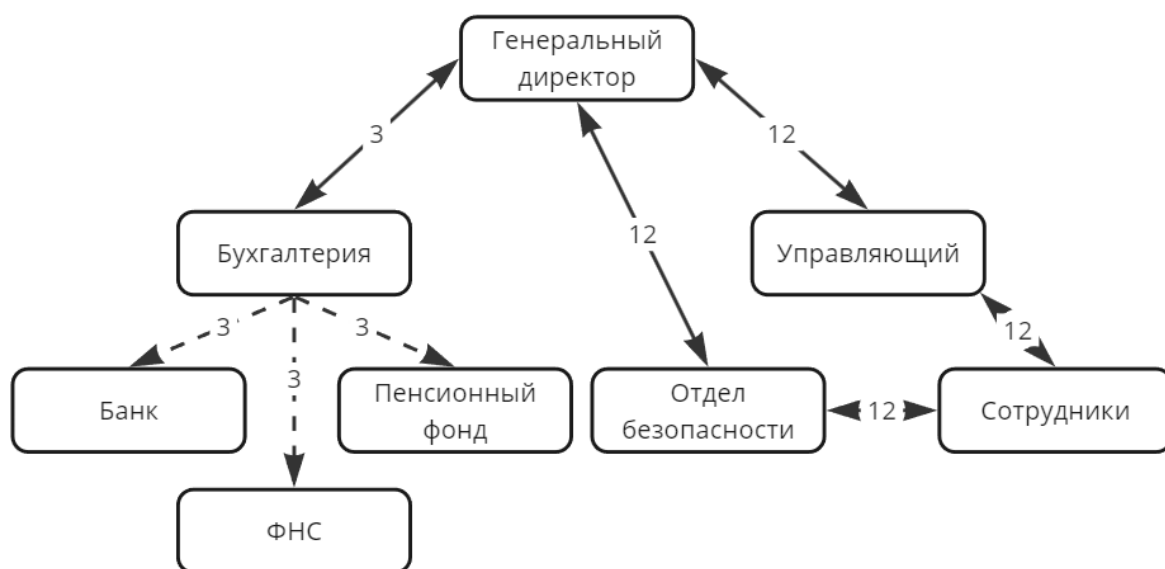 Генеральный
директор
3
12
12
Бухгалтерия
Управляющий
3
3
3
12
Банк
Пенсионный
фонд
Отдел
безопасности
12
Сотрудники
ФНС